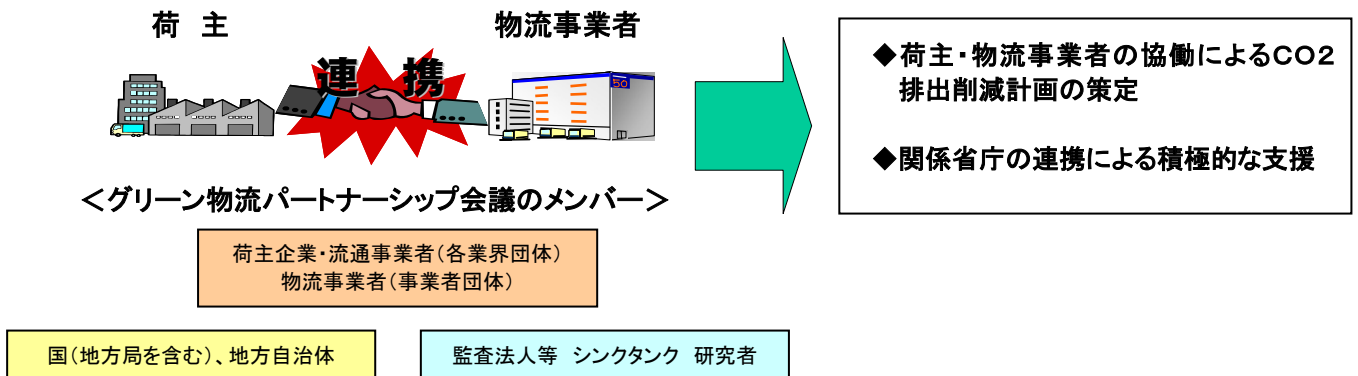 荷 主
物流事業者
連 携
50
<グリーン物流パートナーシップ会議のメンバー>
荷主企業・流通事業者(各業界団体)
物流事業者(事業者団体)
国(地方局を含む)、地方自治体
監査法人等 シンクタンク 研究者
◆荷主・物流事業者の協働によるCO2
排出削減計画の策定
◆関係省庁の連携による積極的な支援